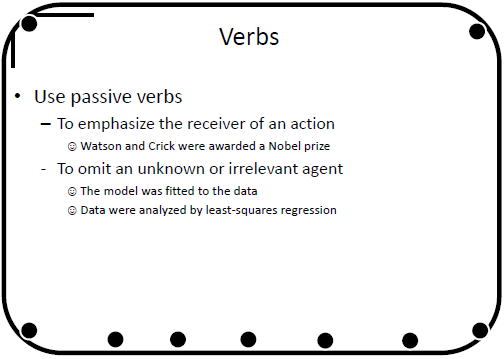 Verbs
• Use passive verbs
– To emphasize the receiver of an action
☺ Watson and Crick were awarded a Nobel prize
- To omit an unknown or irrelevant agent
☺ The model was fitted to the data
☺ Data were analyzed by least-squares regression